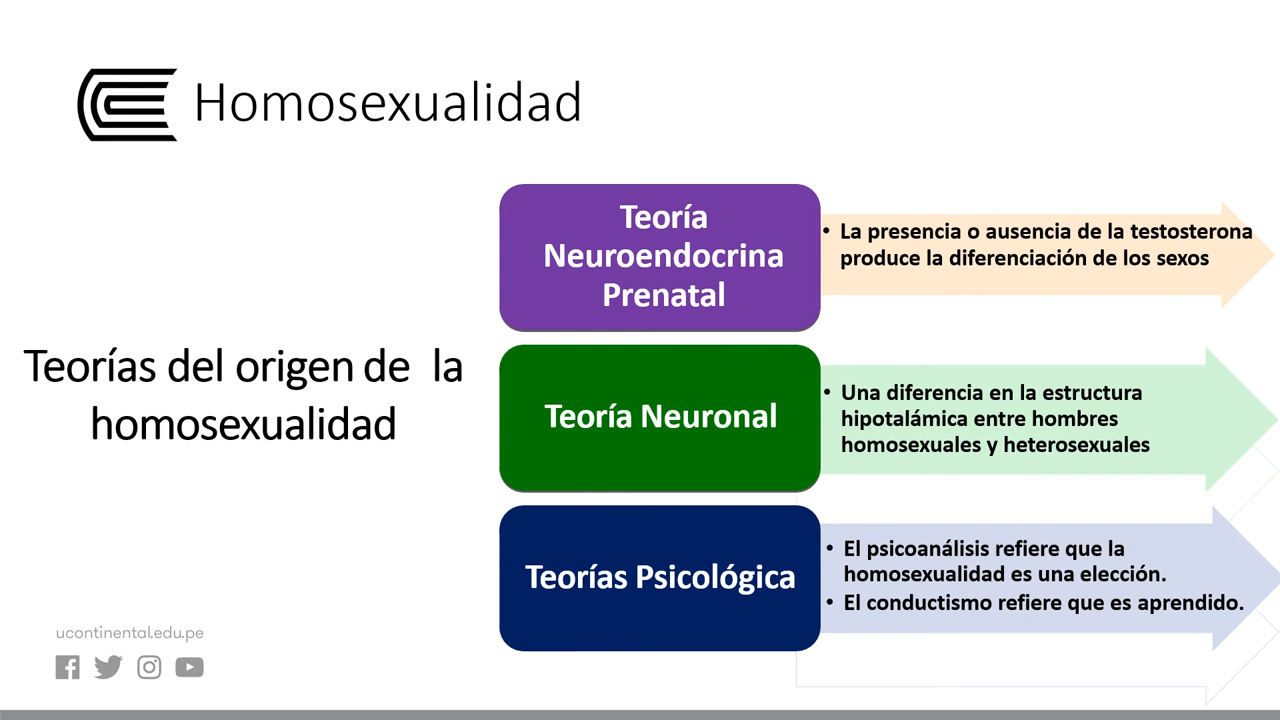 Homosexualidad
Teorías del origen de la
homosexualidad
Teoría
Neuroendocrina
Prenatal
• La presencia o ausencia de la testosterona
produce la diferenciación de los sexos
Teoría Neuronal
• Una diferencia en la estructura
hipotalámica entre hombres
homosexuales y heterosexuales
Teorías Psicológica
• El psicoanálisis refiere que la
homosexualidad es una elección.
• El conductismo refiere que es aprendido.
ucontinental.edu.pe